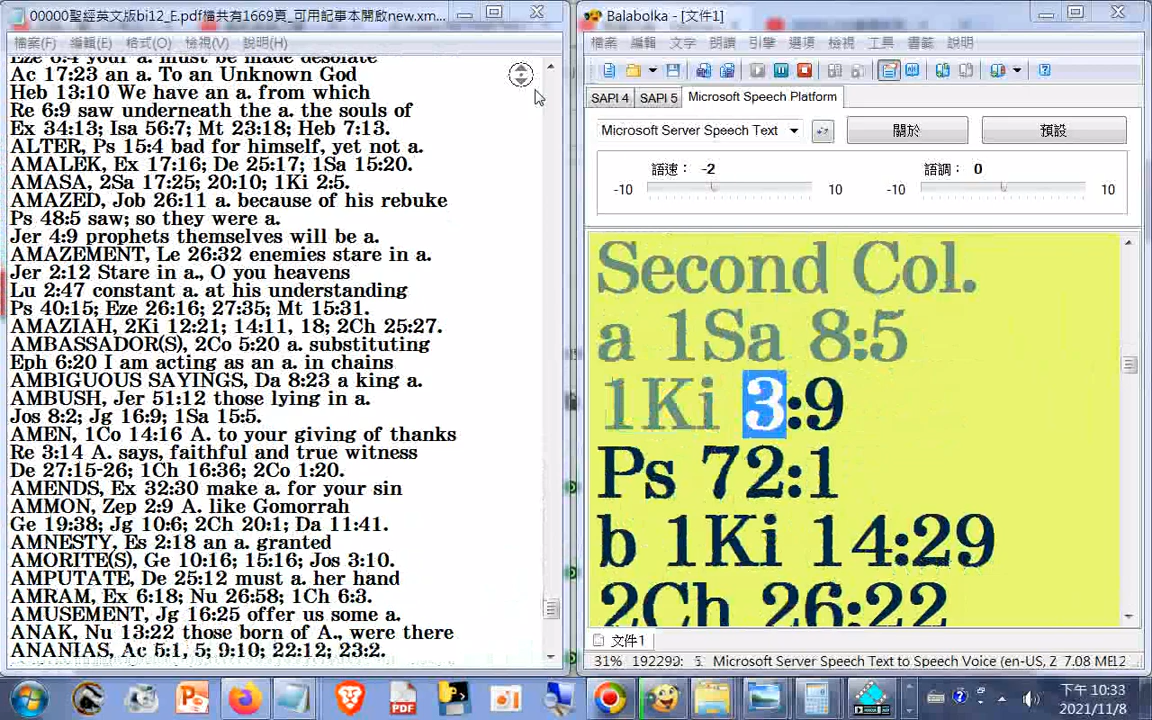 00000聖經英文版bi12_E.pdf檔共有1669頁_可用記事本開啟new.xm...
檔案(F) 編輯(E) 格式(O) 檢視(V) 說明(H)
Eze 6:4 your a. must be made desolate
Ac 17:23 an a. To an Unknown God
Heb 13:10 We have an a. from which
Re 6:9 saw underneath the a. the souls of
Ex 34:13; Isa 56:7; Mt 23:18; Heb 7:13.
ALTER, Ps 15:4 bad for himself, yet not a.
AMALEK, Ex 17:16; De 25:17; 1Sa 15:20.
AMASA, 2Sa 17:25; 20:10; 1Ki 2:5.
AMAZED, Job 26:11 a. because of his rebuke
Ps 48:5 saw; so they were a.
Jer 4:9 prophets themselves will be a.
AMAZEMENT, Le 26:32 enemies stare in a.
Jer 2:12 Stare in a., O you heavens
Lu 2:47 constant a. at his understanding
Ps 40:15; Eze 26:16; 27:35; Mt 15:31.
AMAZIAH, 2Ki 12:21; 14:11, 18; 2Ch 25:27.
AMBASSADOR(S), 2Co 5:20 a. substituting
Eph 6:20 I am acting as an a. in chains
AMBIGUOUS SAYINGS, Da 8:23 a king a.
AMBUSH, Jer 51:12 those lying in a.
Jos 8:2; Jg 16:9; 1Sa 15:5.
AMEN, 1Co 14:16 A. to your giving of thanks
Re 3:14 A. says, faithful and true witness
De 27:15-26; 1Ch 16:36; 2Co 1:20.
AMENDS, Ex 32:30 make a. for your sin
AMMON, Zep 2:9 A. like Gomorrah
Ge 19:38; Jg 10:6; 2Ch 20:1; Da 11:41.
AMNESTY, Es 2:18 an a. granted
AMORITE(S), Ge 10:16; 15:16; Jos 3:10.
AMPUTATE, De 25:12 must a. her hand
AMRAM, Ex 6:18; Nu 26:58; 1Ch 6:3.
AMUSEMENT, Jg 16:25 offer us some a.
ANAK, Nu 13:22 those born of A., were there
ANANIAS, Ac 5:1, 5; 9:10; 22:12; 23:2.
Balabolka - [文件1]
檔案 編輯 文字 朗讀 引擎 選項 檢視 工具 書籤 說明
SAPI 4 SAPI 5 Microsoft Speech Platform
Microsoft Server Speech Text 關於 預設
語速： -2 語調： 0
-10 10 -10 10
Second Col.
a 1Sa 8:5
1Ki 3:9
Ps 72:1
b 1Ki 14:29
2Ch 26:22
文件1
31% Microsoft Server Speech Text to Speech Voice (en-US, Z 7.08 ME
PDF
下午 10:33
2021/11/8